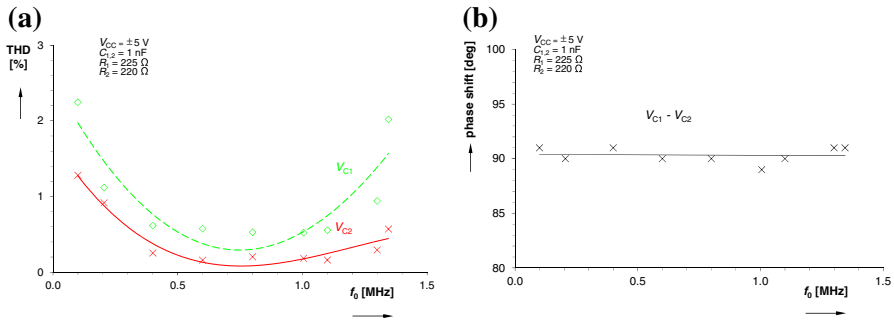 (a)
THD
[%]
V_CC = ±5 V
C_1,2 = 1 nF
R_1 = 225 Ω
R_2 = 220 Ω
3
2
1
0
V_C1
V_C2
0.0 0.5 1.0 1.5
f_0 [MHz]
(b)
phase shift [deg]
V_CC = ±5 V
C_1,2 = 1 nF
R_1 = 225 Ω
R_2 = 220 Ω
100
95
90
85
80
V_C1 - V_C2
0.0 0.5 1.0 1.5
f_0 [MHz]